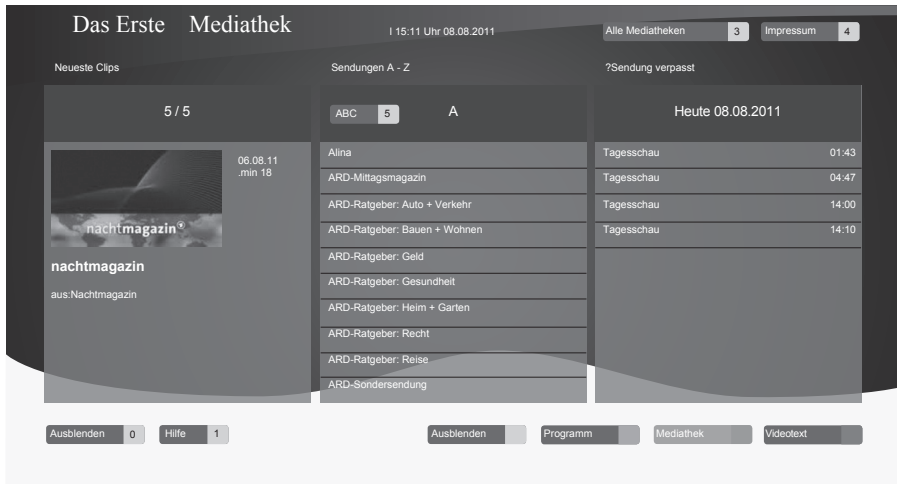 Das Erste Mediathek
I 15:11 Uhr 08.08.2011
Alle Mediatheken 3
Impressum 4
Neueste Clips
Sendungen A - Z
?Sendung verpasst
5 / 5
ABC 5
A
Heute 08.08.2011
nachtmagazin
06.08.11
.min 18
nachtmagazin
aus:Nachtmagazin
Alina
ARD-Mittagsmagazin
ARD-Ratgeber: Auto + Verkehr
ARD-Ratgeber: Bauen + Wohnen
ARD-Ratgeber: Geld
ARD-Ratgeber: Gesundheit
ARD-Ratgeber: Heim + Garten
ARD-Ratgeber: Recht
ARD-Ratgeber: Reise
ARD-Sondersendung
Tagesschau 01:43
Tagesschau 04:47
Tagesschau 14:00
Tagesschau 14:10
Ausblenden 0
Hilfe 1
Ausblenden
Programm
Mediathek
Videotext